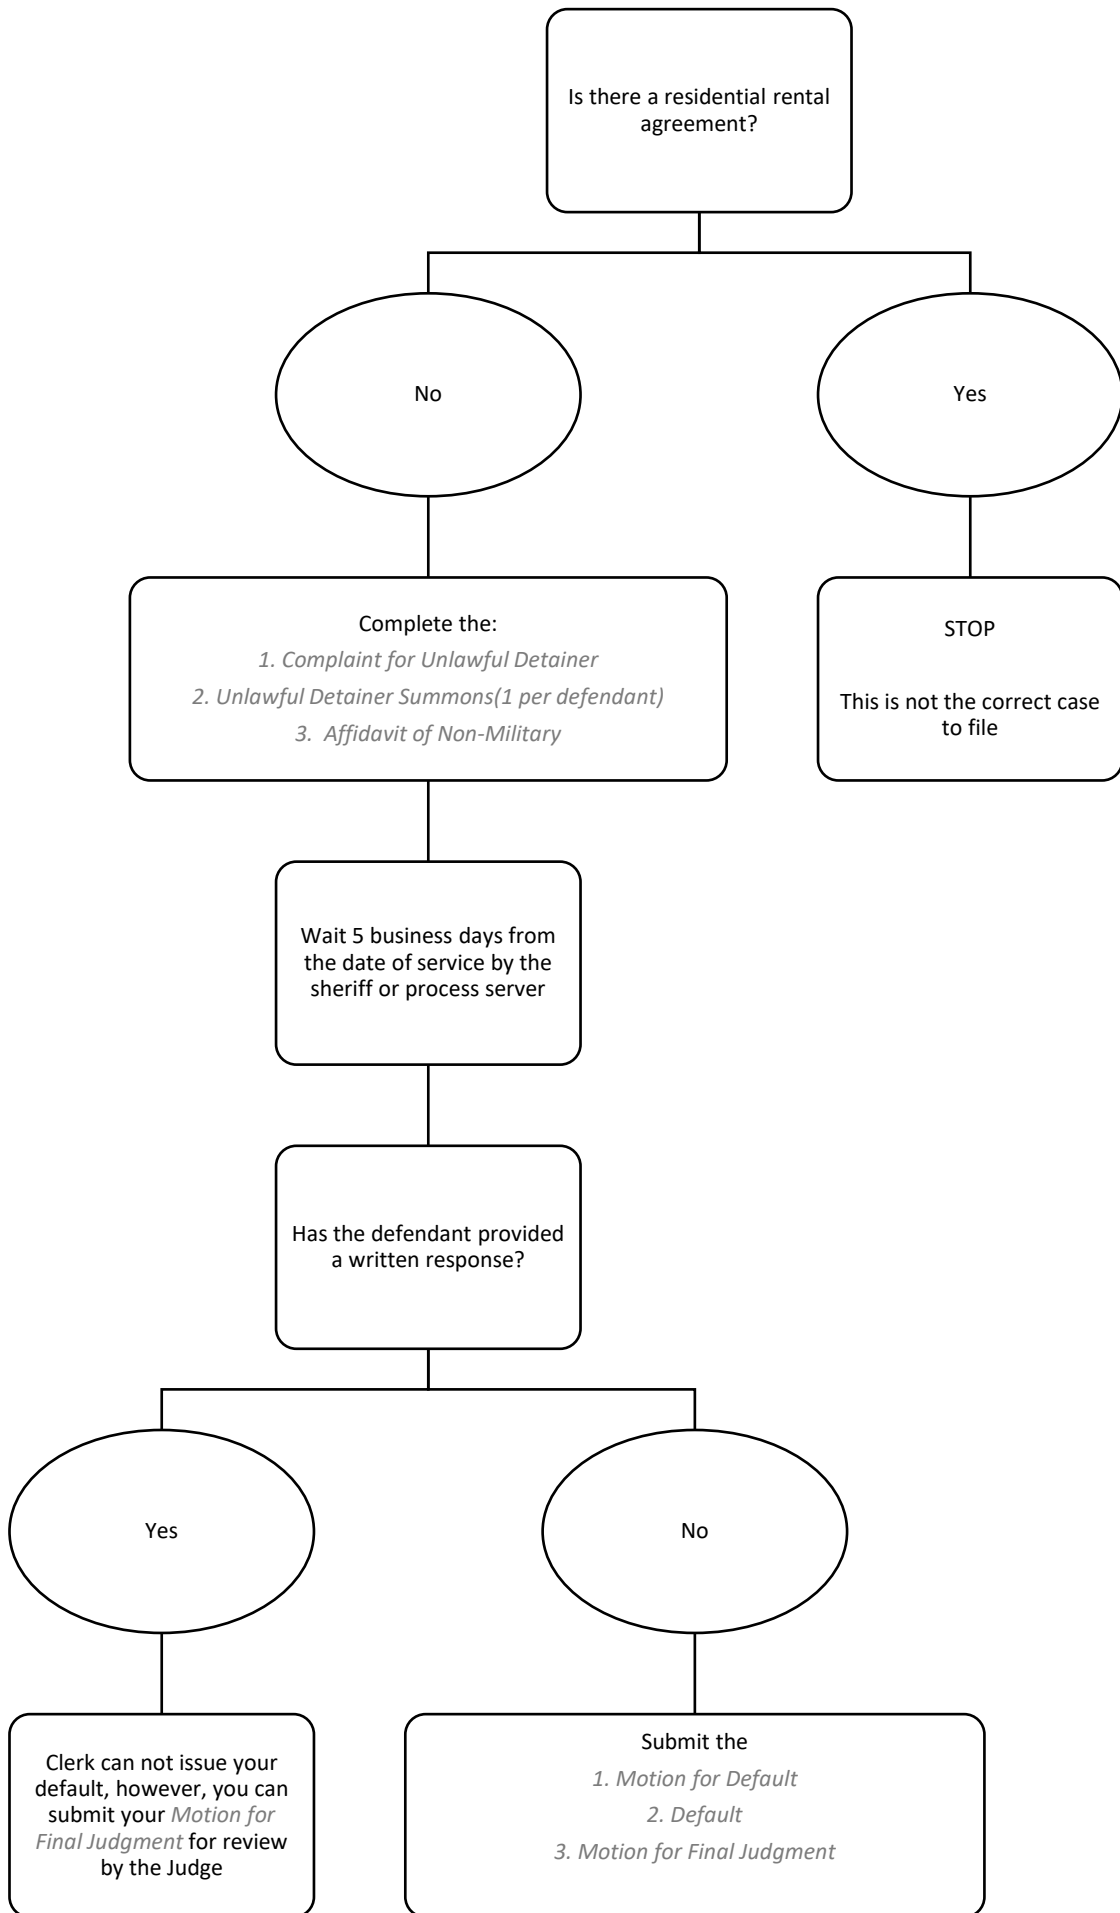 Is there a residential rental
agreement?
No
Yes
Complete the:
1. Complaint for Unlawful Detainer
2. Unlawful Detainer Summons(1 per defendant)
3.  Affidavit of Non-Military
STOP
This is not the correct case
to file
Wait 5 business days from
the date of service by the
sheriff or process server
Has the defendant provided
a written response?
Yes
No
Clerk can not issue your
default, however, you can
submit your Motion for
Final Judgment for review
by the Judge
Submit the
1. Motion for Default
2. Default
3. Motion for Final Judgment